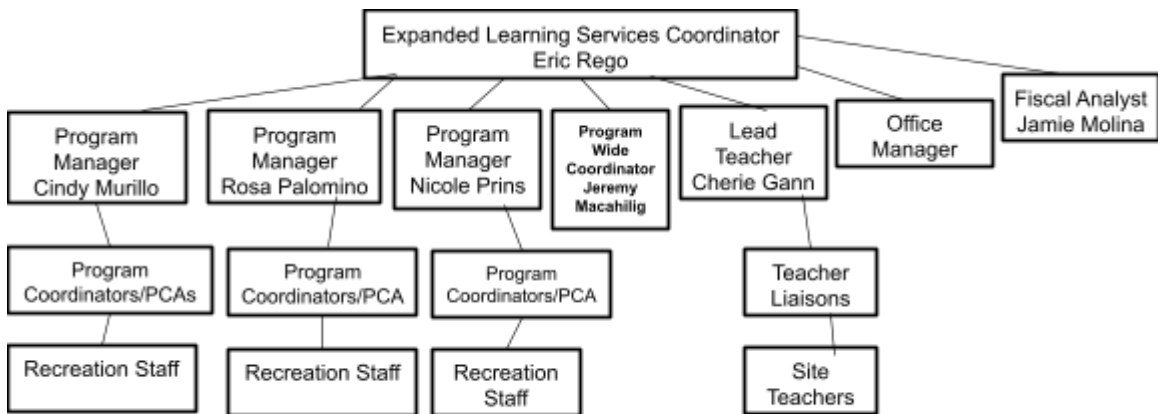 Expanded Learning Services Coordinator
Eric Rego
Program
Manager
Cindy Murillo
Program
Manager
Rosa Palomino
Program
Manager
Nicole Prins
Program
Wide
Coordinator
Jeremy
Macahilig
Lead
Teacher
Cherie Gann
Office
Manager
Fiscal Analyst
Jamie Molina
Program
Coordinators/PCAs
Program
Coordinators/PCA
Program
Coordinators/PCA
Teacher
Liaisons
Recreation Staff
Recreation Staff
Recreation
Staff
Site
Teachers